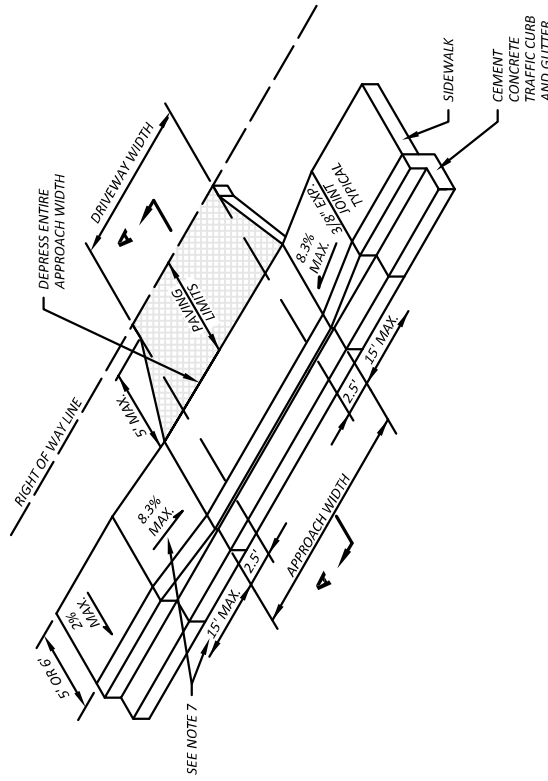 RIGHT OF WAY LINE
DEPRESS ENTIRE
APPROACH WIDTH
DRIVEWAY WIDTH
A
5' MAX.
PAVING
LIMITS
5' OR 6'
2%
MAX.
8.3%
MAX.
8.3%
MAX.
3/8" EXP.
JOINT
TYPICAL
SIDEWALK
CEMENT
CONCRETE
TRAFFIC CURB
AND GUTTER
SEE NOTE 7
15' MAX.
2.5'
APPROACH WIDTH
2.5'
15' MAX.
A